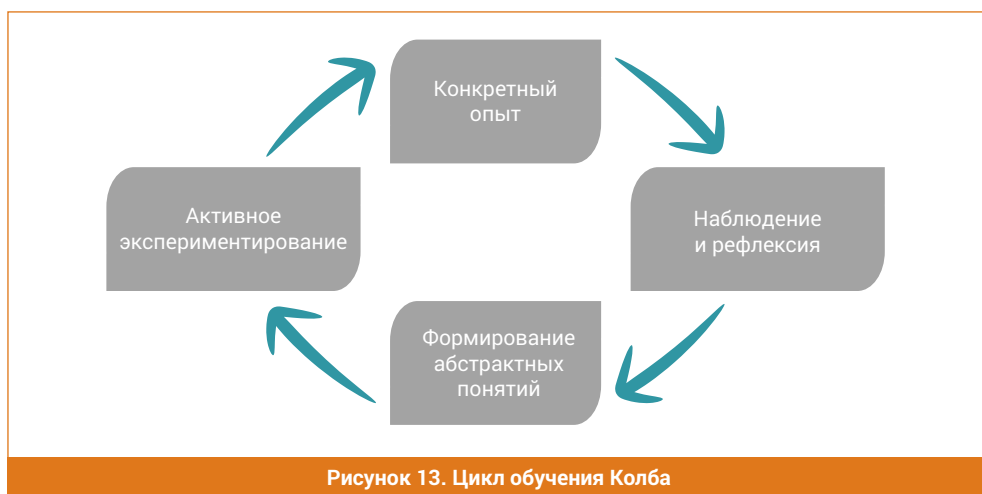 Конкретный
опыт
Активное
экспериментирование
Наблюдение
и рефлексия
Формирование
абстрактных
понятий
Рисунок 13. Цикл обучения Колба